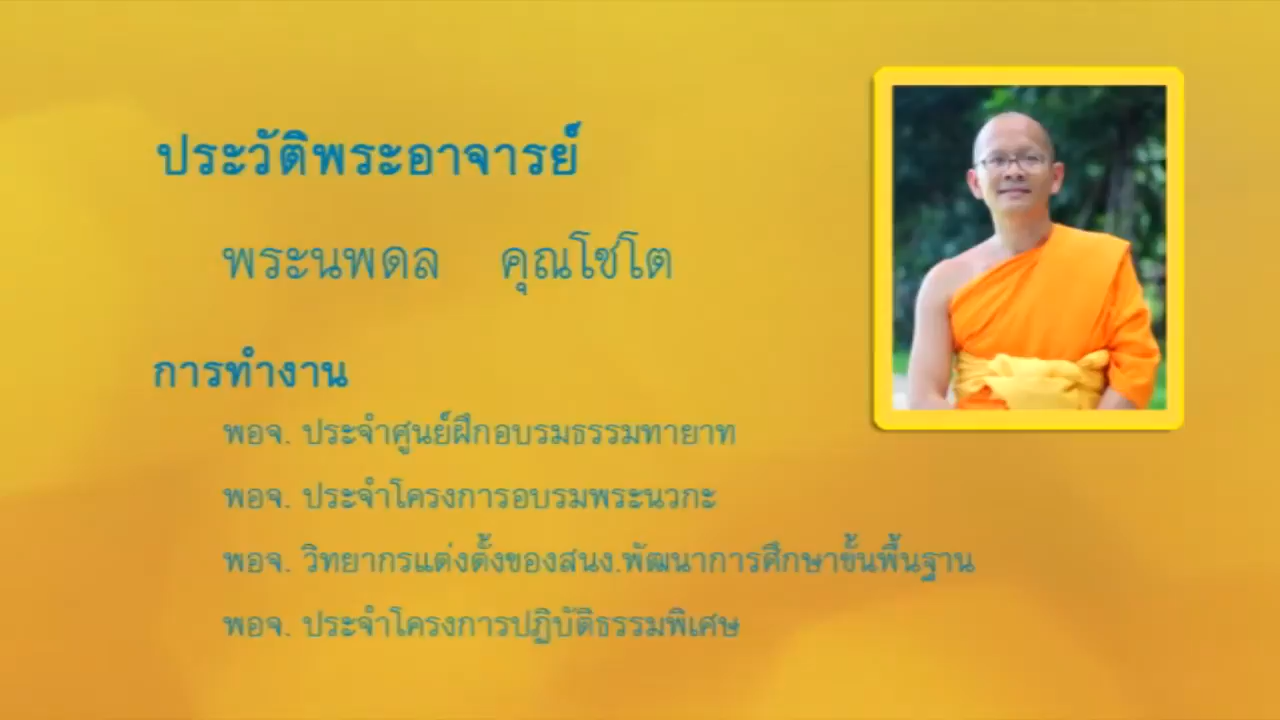 ประวัติพระอาจารย์
พระนพดล คุณโชโต
การทำงาน
พอจ. ประจำศูนย์ฝึกอบรมธรรมทายาท
พอจ. ประจำโครงการอบรมพระนวกะ
พอจ. วิทยากรแต่งตั้งของสนง.พัฒนาการศึกษาขั้นพื้นฐาน
พอจ. ประจำโครงการปฏิบัติธรรมพิเศษ